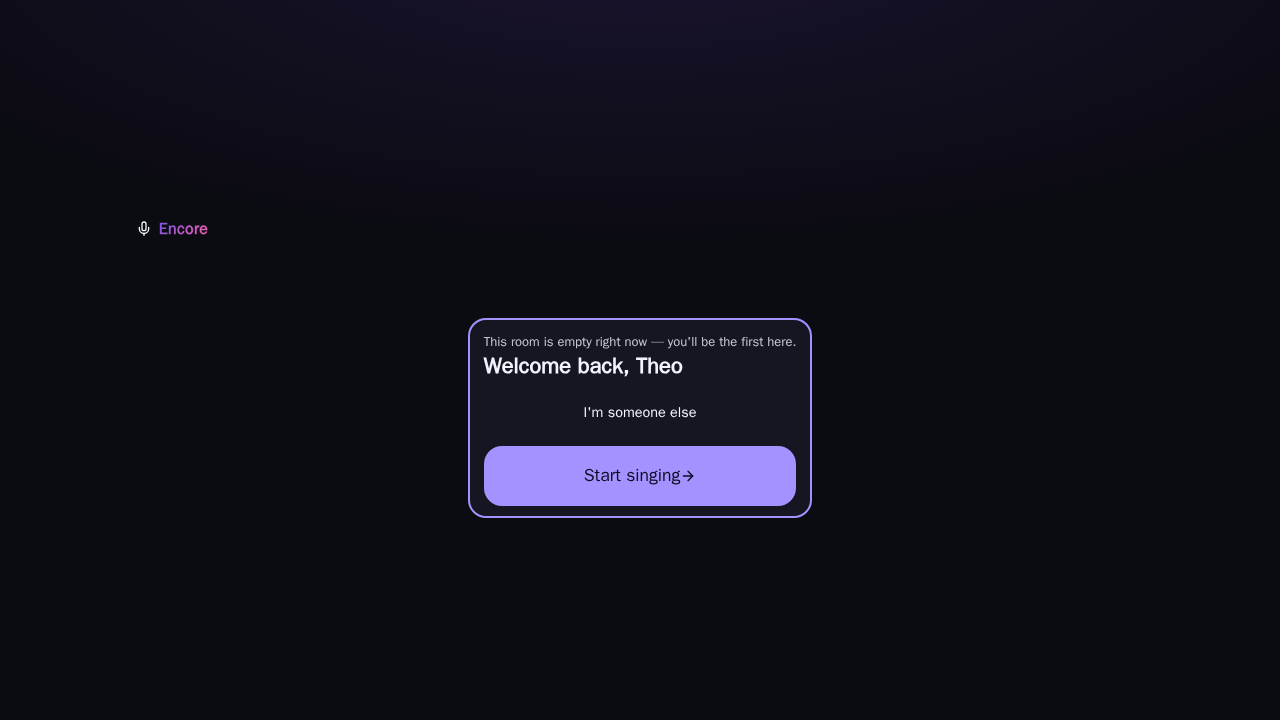 Encore
This room is empty right now — you'll be the first here.
Welcome back, Theo
I'm someone else
Start singing→